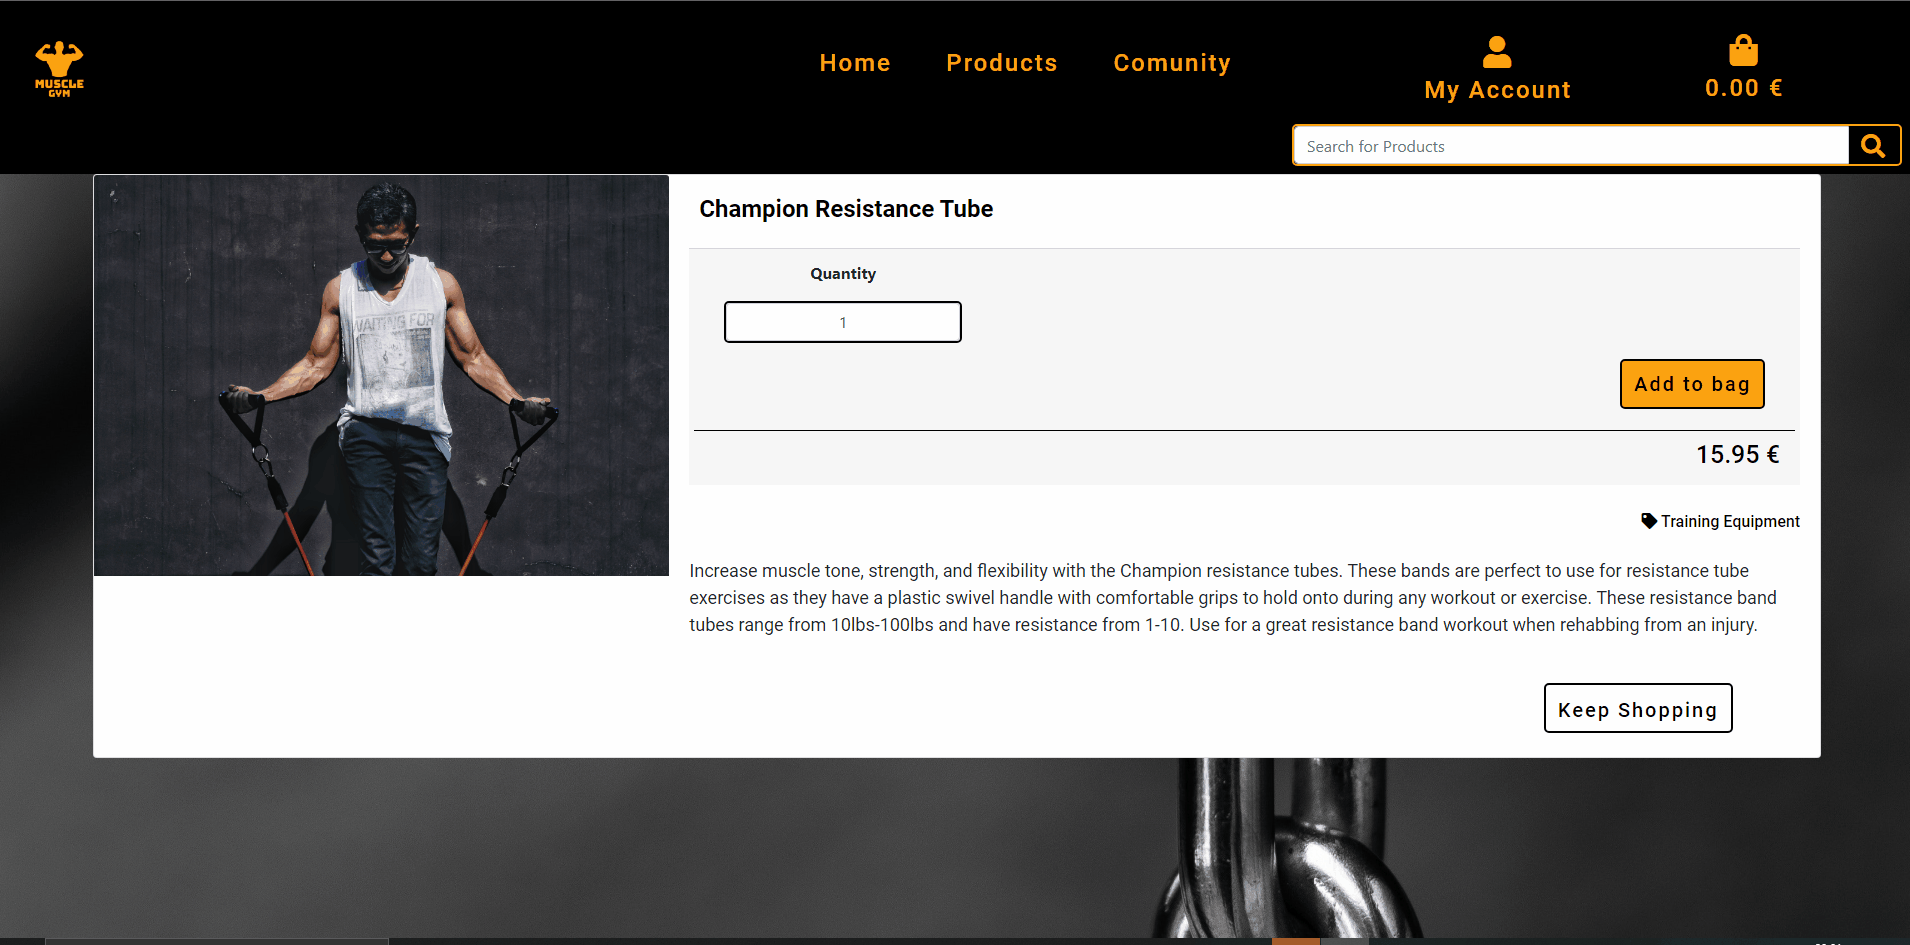 MUSCLE
GYM
Home
Products
Comunity
My Account
0.00 €
Search for Products
Champion Resistance Tube
WAITING FOR
Quantity
1
Add to bag
15.95 €
Training Equipment
Increase muscle tone, strength, and flexibility with the Champion resistance tubes. These bands are perfect to use for resistance tube
exercises as they have a plastic swivel handle with comfortable grips to hold onto during any workout or exercise. These resistance band
tubes range from 10lbs-100lbs and have resistance from 1-10. Use for a great resistance band workout when rehabbing from an injury.
Keep Shopping